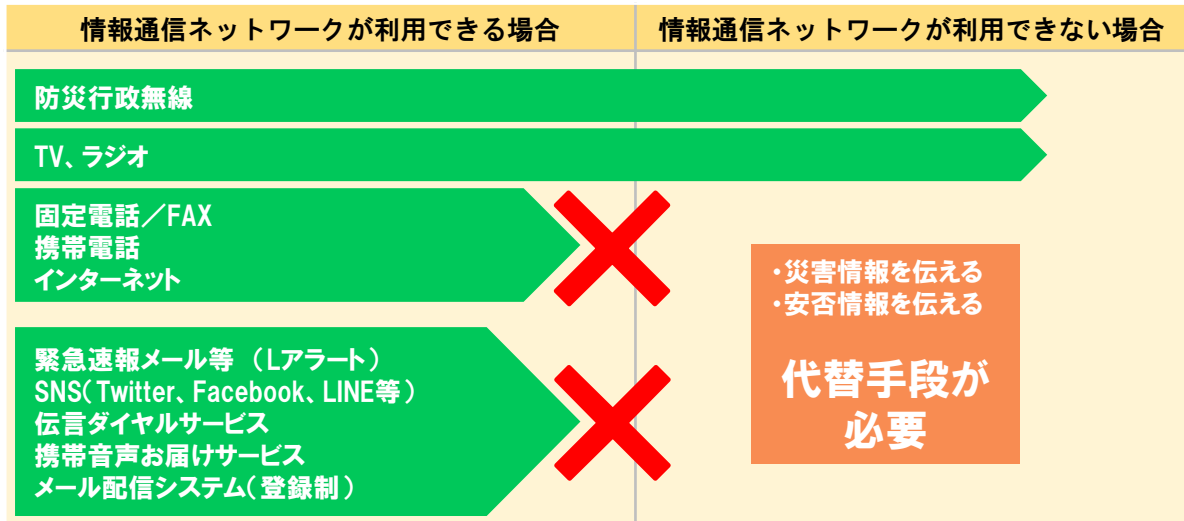 情報通信ネットワークが利用できる場合
情報通信ネットワークが利用できない場合
防災行政無線
TV、ラジオ
固定電話／FAX
携帯電話
インターネット
緊急速報メール等 （Lアラート）
SNS（Twitter、Facebook、LINE等）
伝言ダイヤルサービス
携帯音声お届けサービス
メール配信システム（登録制）
・災害情報を伝える
・安否情報を伝える
代替手段が
必要